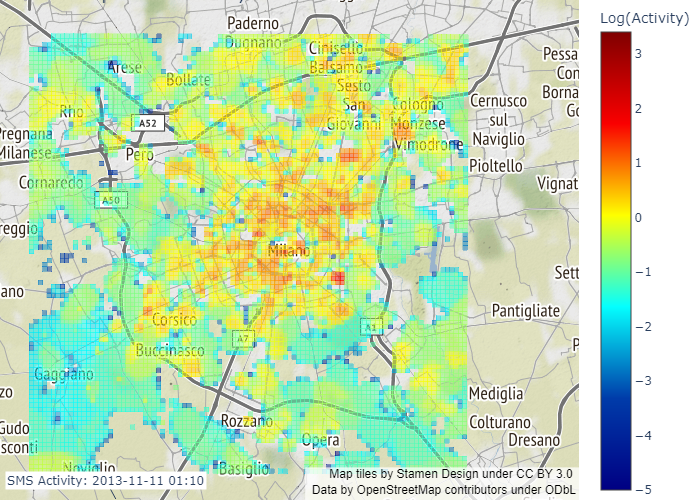 Log(Activity)
Paderno
Dugnano
Cinisello
Balsamo
Arese
Bollate
Sesto
San
Giovanni
Cologno
Monzese
Vimodrone
Cernusco
sul
Naviglio
Pessa
Con
Borna
Go
Rho
A52
Pregnana
Milanese
Pero
Pioltello
Cornaredo
A50
Vignat
reggio
Milano
Sett
ano
Pantigliate
Corsico
A7
A1
Buccinasco
P
Gaggiano
zo
Mediglia
Rozzano
Colturano
Gudo
Opera
Dresano
sconti
Noviglio
Basiglio
SMS Activity: 2013-11-11 01:10
Map tiles by Stamen Design under CC BY 3.0
Data by OpenStreetMap contributors under ODbL
3
2
1
0
−1
−2
−3
−4
−5